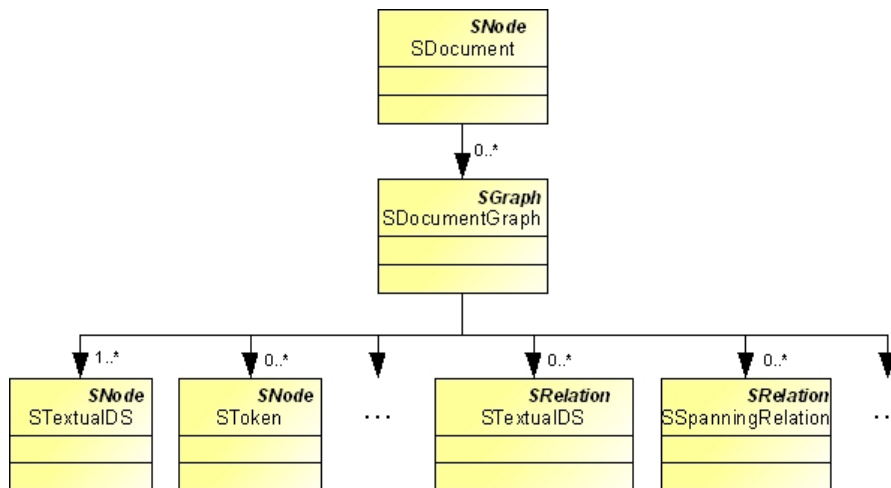 SNode
SDocument
0..*
SGraph
SDocumentGraph
1..*
0..*
0..*
0..*
SNode
STextualDS
SNode
SToken
...
SRelation
STextualDS
SRelation
SSpanningRelation
..